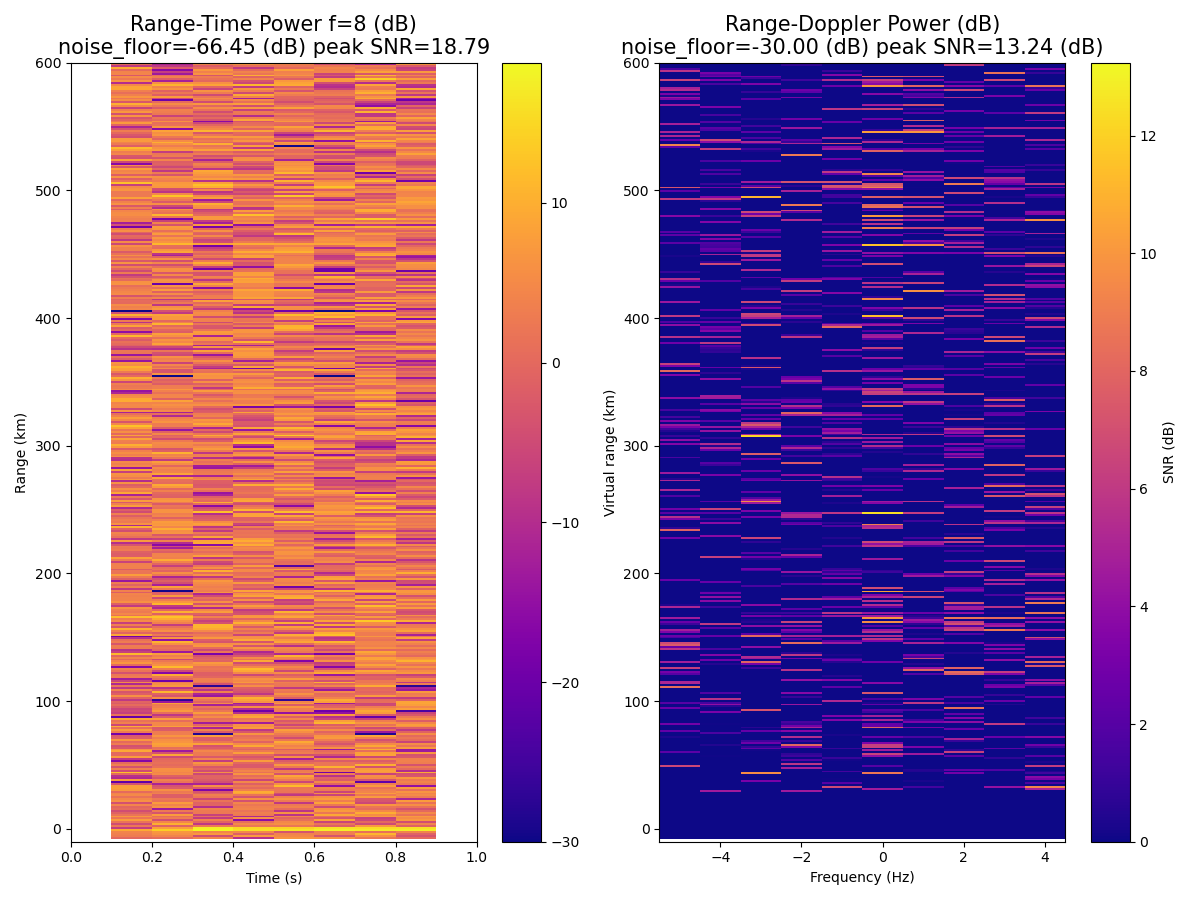 Range-Time Power f=8 (dB)
noise_floor=-66.45 (dB) peak SNR=18.79
600
500
400
300
200
100
0
Range (km)
0.0 0.2 0.4 0.6 0.8 1.0
Time (s)
10
0
−10
−20
−30
Range-Doppler Power (dB)
noise_floor=-30.00 (dB) peak SNR=13.24 (dB)
600
500
400
300
200
100
0
Virtual range (km)
−4 −2 0 2 4
Frequency (Hz)
12
10
8
6
4
2
0
SNR (dB)